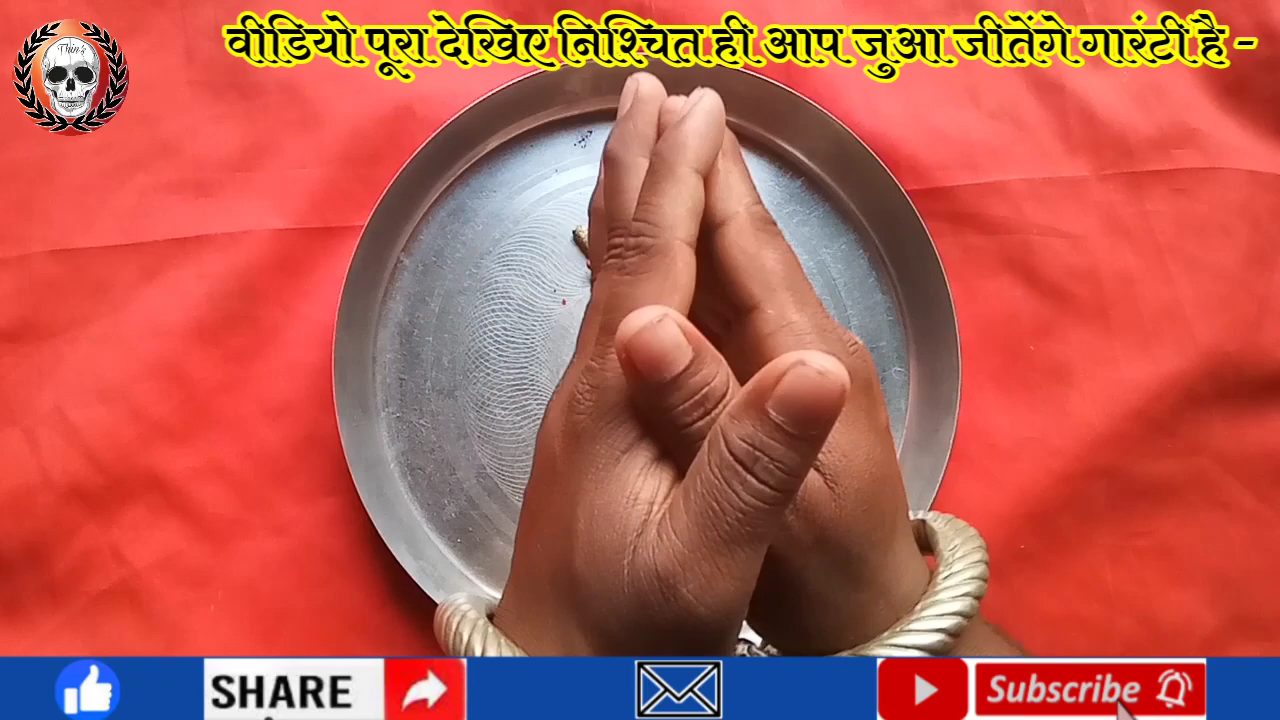 वीडियो पूरा देखिए निश्चित ही आप जुआ जीतेंगे गारंटी है -
SHARE
Subscribe